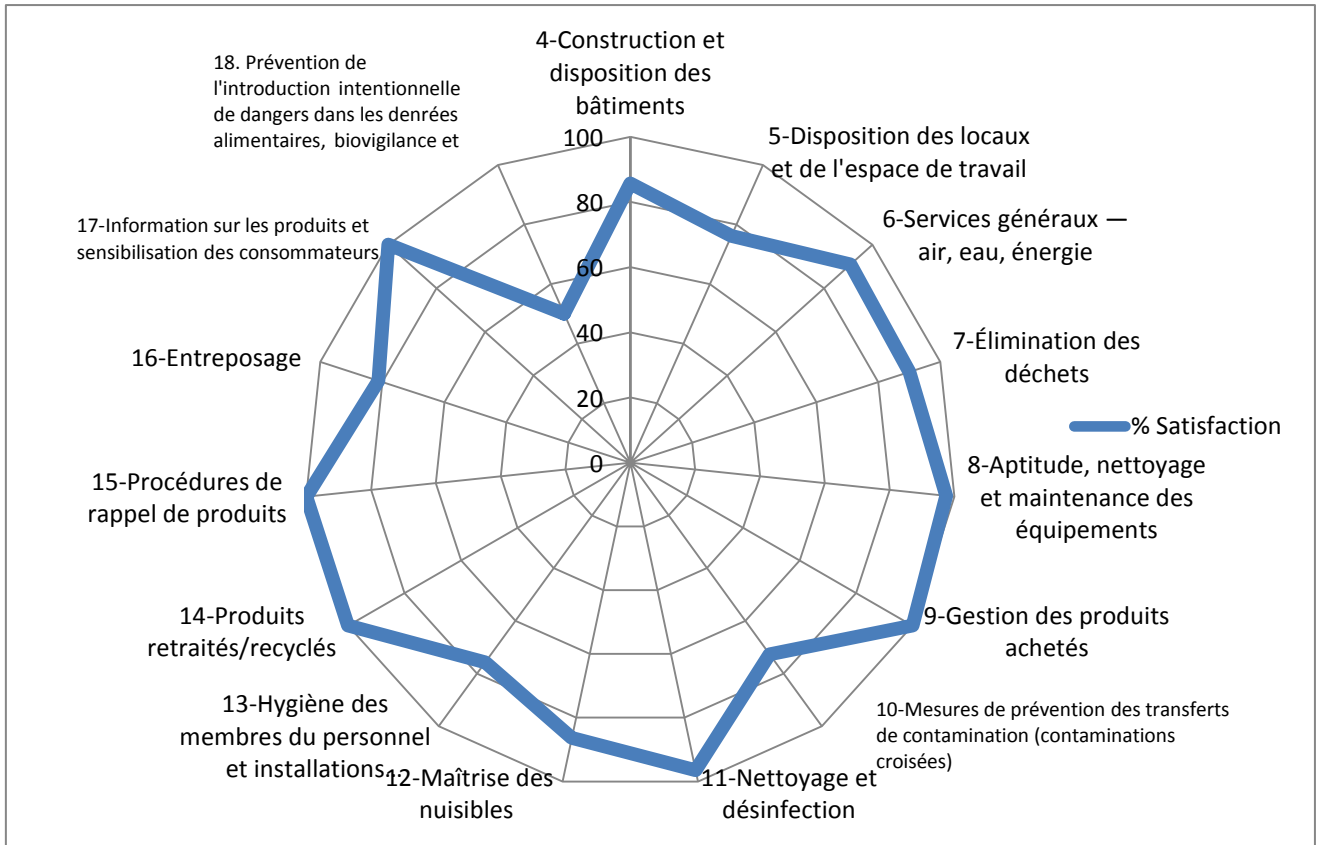 4-Construction et
disposition des
bâtiments
5-Disposition des locaux
et de l'espace de travail
6-Services généraux —
air, eau, énergie
7-Élimination des
déchets
8-Aptitude, nettoyage
et maintenance des
équipements
9-Gestion des produits
achetés
10-Mesures de prévention des transferts
de contamination (contaminations
croisées)
11-Nettoyage et
désinfection
12-Maîtrise des
nuisibles
13-Hygiène des
membres du personnel
et installations…
14-Produits
retraités/recyclés
15-Procédures de
rappel de produits
16-Entreposage
17-Information sur les produits et
sensibilisation des consommateurs
18. Prévention de
l'introduction intentionnelle
de dangers dans les denrées
alimentaires, biovigilance et
100
80
60
40
20
0
% Satisfaction